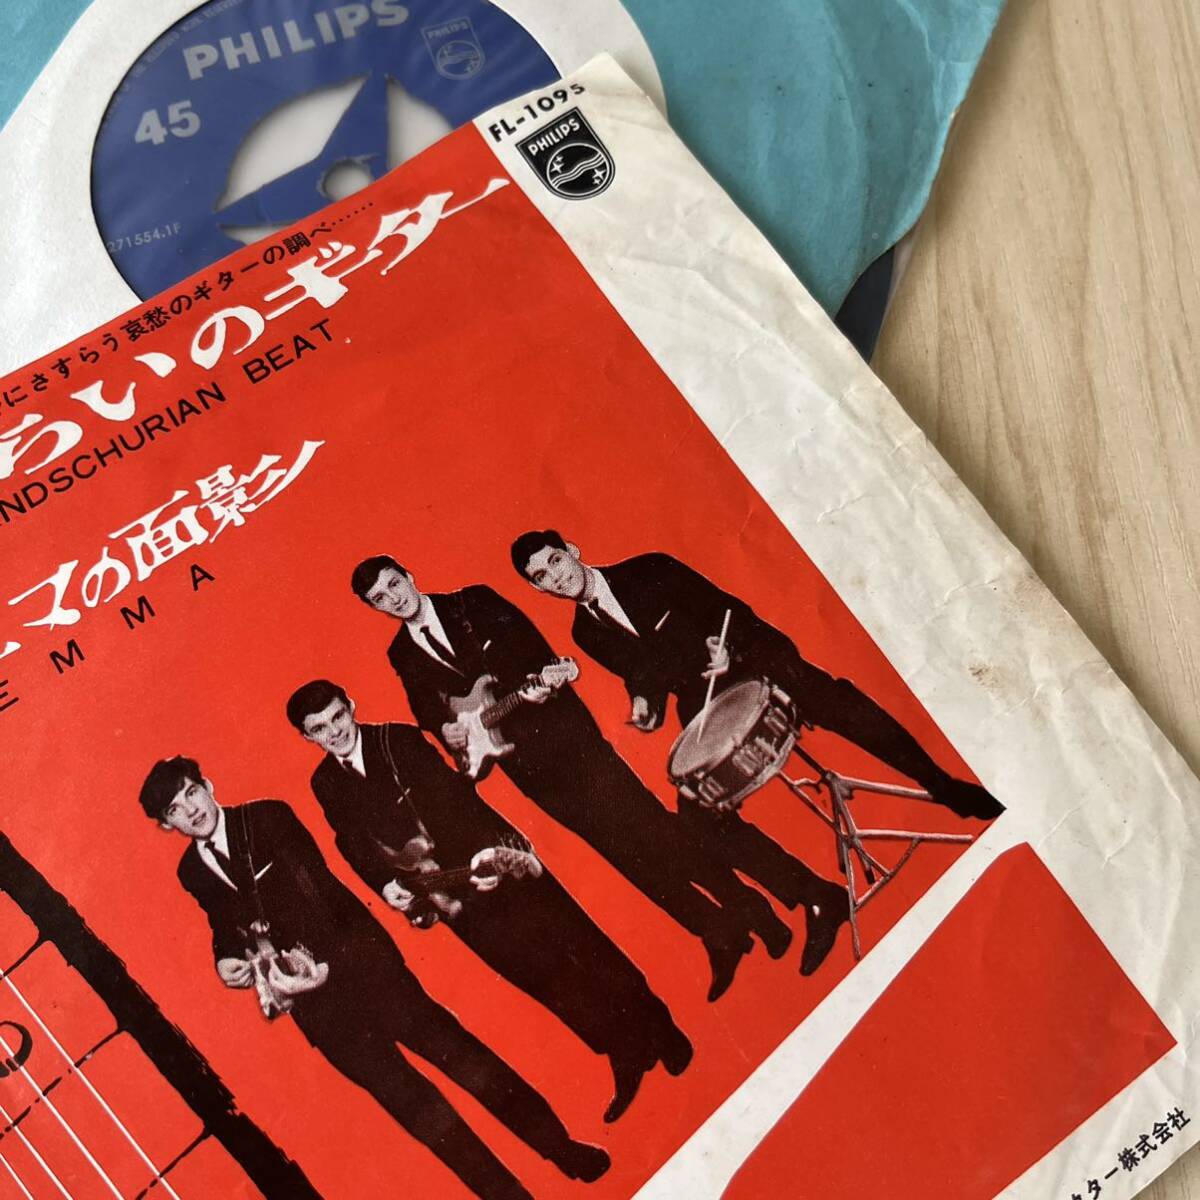 PHILIPS
45
PHILIPS
271554.1F
FL-1095
PHILIPS
にさすらう哀愁のギターの調べ……
らいのギター
NDSCHURIAN BEAT
マの面影
EMMA
ター株式会社